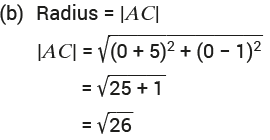 (b) Radius = |AC|
|AC| = √((0 + 5)² + (0 − 1)²)
= √(25 + 1)
= √26